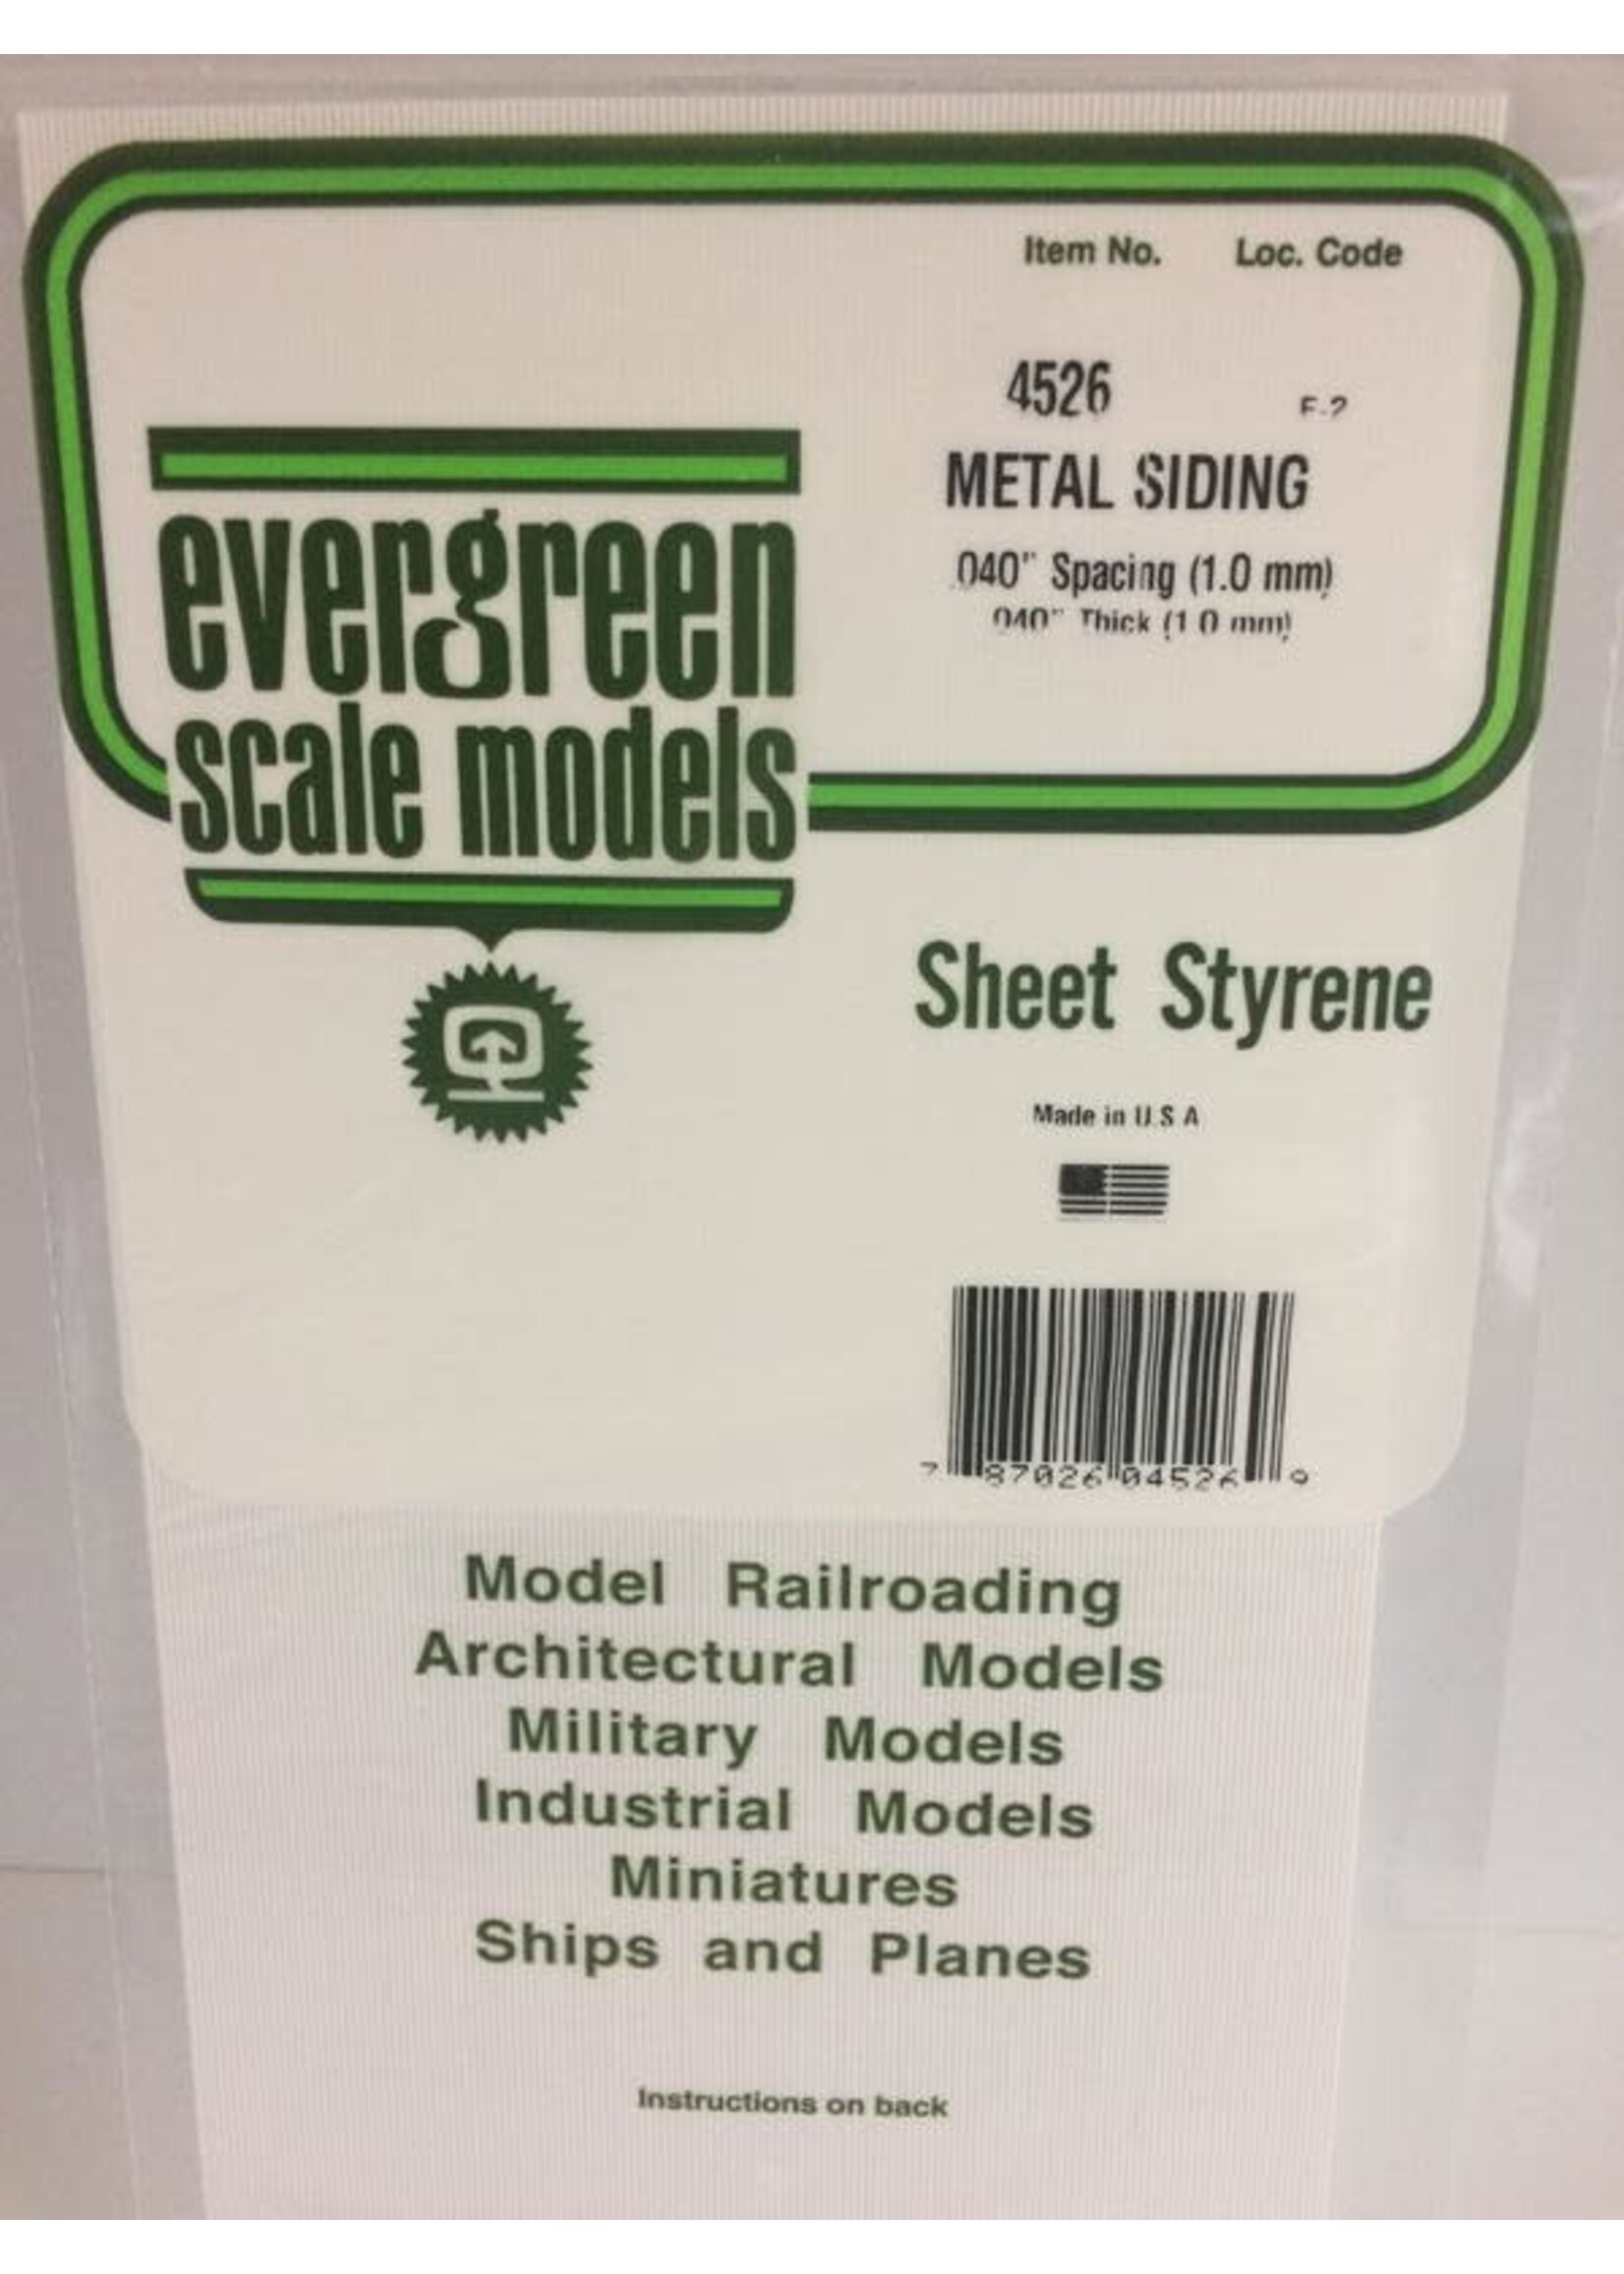 Item No. Loc. Code
4526 F-2
METAL SIDING
.040" Spacing (1.0 mm)
.040" Thick (1.0 mm)
evergreen
scale models
Sheet Styrene
Made in U.S.A
7 87026 04526 9
Model Railroading
Architectural Models
Military Models
Industrial Models
Miniatures
Ships and Planes
Instructions on back